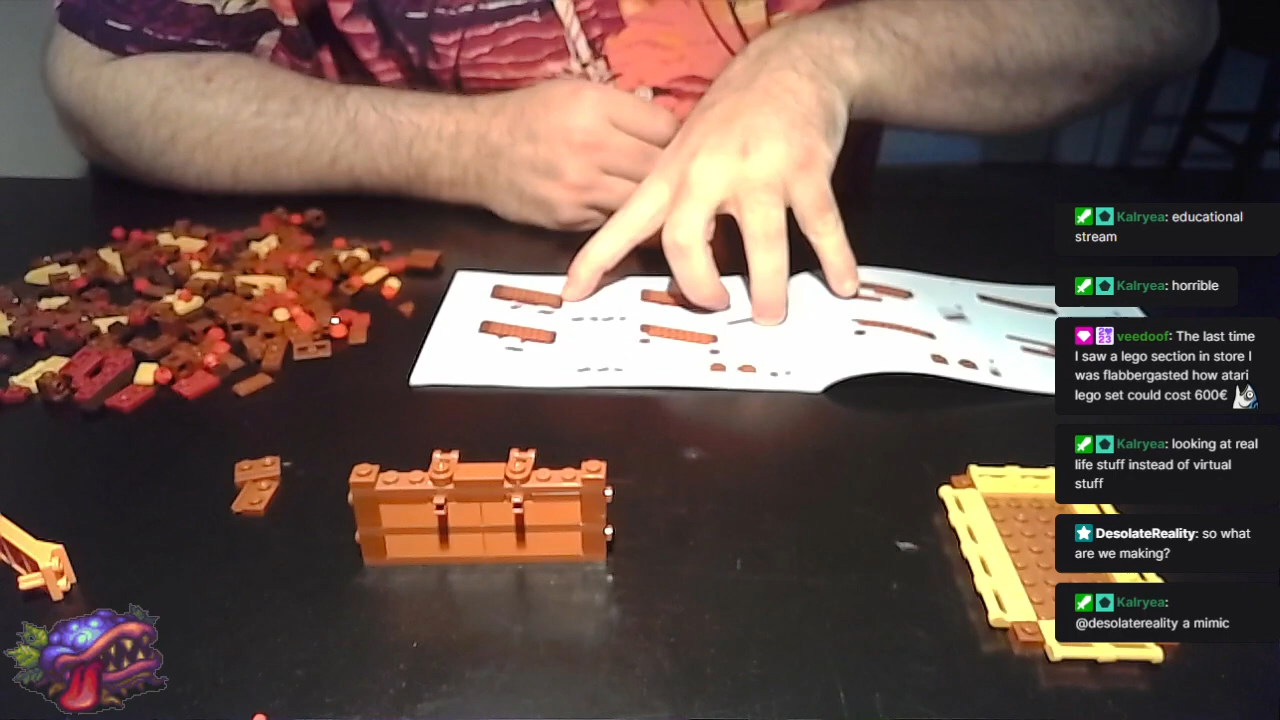 Kalryea: educational
stream
Kalryea: horrible
veedoof: The last time
I saw a lego section in store I
was flabbergasted how atari
lego set could cost 600€
Kalryea: looking at real
life stuff instead of virtual
stuff
DesolateReality: so what
are we making?
Kalryea:
@desolatereality a mimic